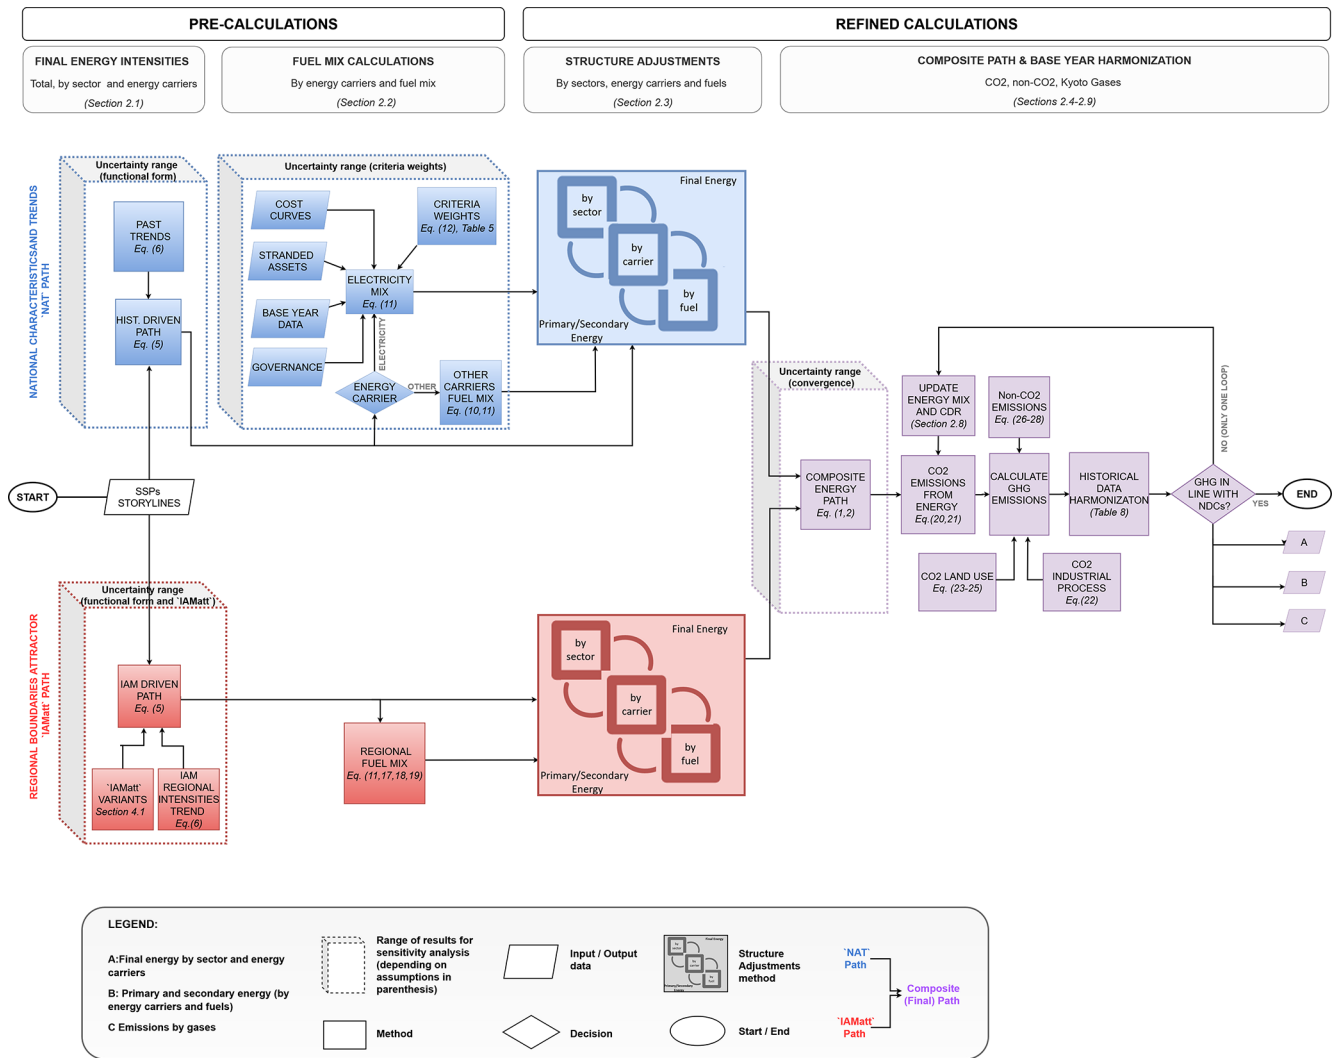 PRE-CALCULATIONS
REFINED CALCULATIONS
FINAL ENERGY INTENSITIES
Total, by sector and energy carriers
(Section 2.1)
FUEL MIX CALCULATIONS
By energy carriers and fuel mix
(Section 2.2)
STRUCTURE ADJUSTMENTS
By sectors, energy carriers and fuels
(Section 2.3)
COMPOSITE PATH & BASE YEAR HARMONIZATION
CO2, non-CO2, Kyoto Gases
(Sections 2.4-2.9)
NATIONAL CHARACTERISTICSAND TRENDS
`NAT` PATH
Uncertainty range
(functional form)
PAST
TRENDS
Eq. (6)
HIST. DRIVEN
PATH
Eq. (5)
Uncertainty range (criteria weights)
COST
CURVES
CRITERIA
WEIGHTS
Eq. (12), Table 5
STRANDED
ASSETS
ELECTRICITY
MIX
Eq. (11)
BASE YEAR
DATA
GOVERNANCE
ELECTRICITY
ENERGY
CARRIER
OTHER
OTHER
CARRIERS
FUEL MIX
Eq. (10,11)
Final Energy
by
sector
by
carrier
by
fuel
Primary/Secondary
Energy
START
SSPs
STORYLINES
Uncertainty range
(convergence)
COMPOSITE
ENERGY
PATH
Eq. (1,2)
UPDATE
ENERGY MIX
AND CDR
(Section 2.8)
Non-CO2
EMISSIONS
Eq. (26-28)
CO2
EMISSIONS
FROM
ENERGY
Eq.(20,21)
CALCULATE
GHG
EMISSIONS
HISTORICAL
DATA
HARMONIZATON
(Table 8)
NO (ONLY ONE LOOP)
GHG IN
LINE WITH
NDCs?
YES
END
CO2 LAND USE
Eq. (23-25)
CO2
INDUSTRIAL
PROCESS
Eq.(22)
A
B
C
REGIONAL BOUNDARIES ATTRACTOR
`IAMatt` PATH
Uncertainty range
(functional form and `IAMatt`)
IAM DRIVEN
PATH
Eq. (5)
`IAMatt`
VARIANTS
Section 4.1
IAM
REGIONAL
INTENSITIES
TREND
Eq.(6)
REGIONAL
FUEL MIX
Eq. (11,17,18,19)
Final Energy
by
sector
by
carrier
by
fuel
Primary/Secondary
Energy
LEGEND:
A:Final energy by sector and energy
carriers
B: Primary and secondary energy (by
energy carriers and fuels)
C Emissions by gases
Range of results for
sensitivity analysis
(depending on
assumptions in
parenthesis)
Method
Input / Output
data
Decision
Final Energy
by
sector
by
carrier
by
fuel
Primary/Secondary
Energy
Structure
Adjustments
method
Start / End
`NAT`
Path
`IAMatt`
Path
Composite
(Final) Path